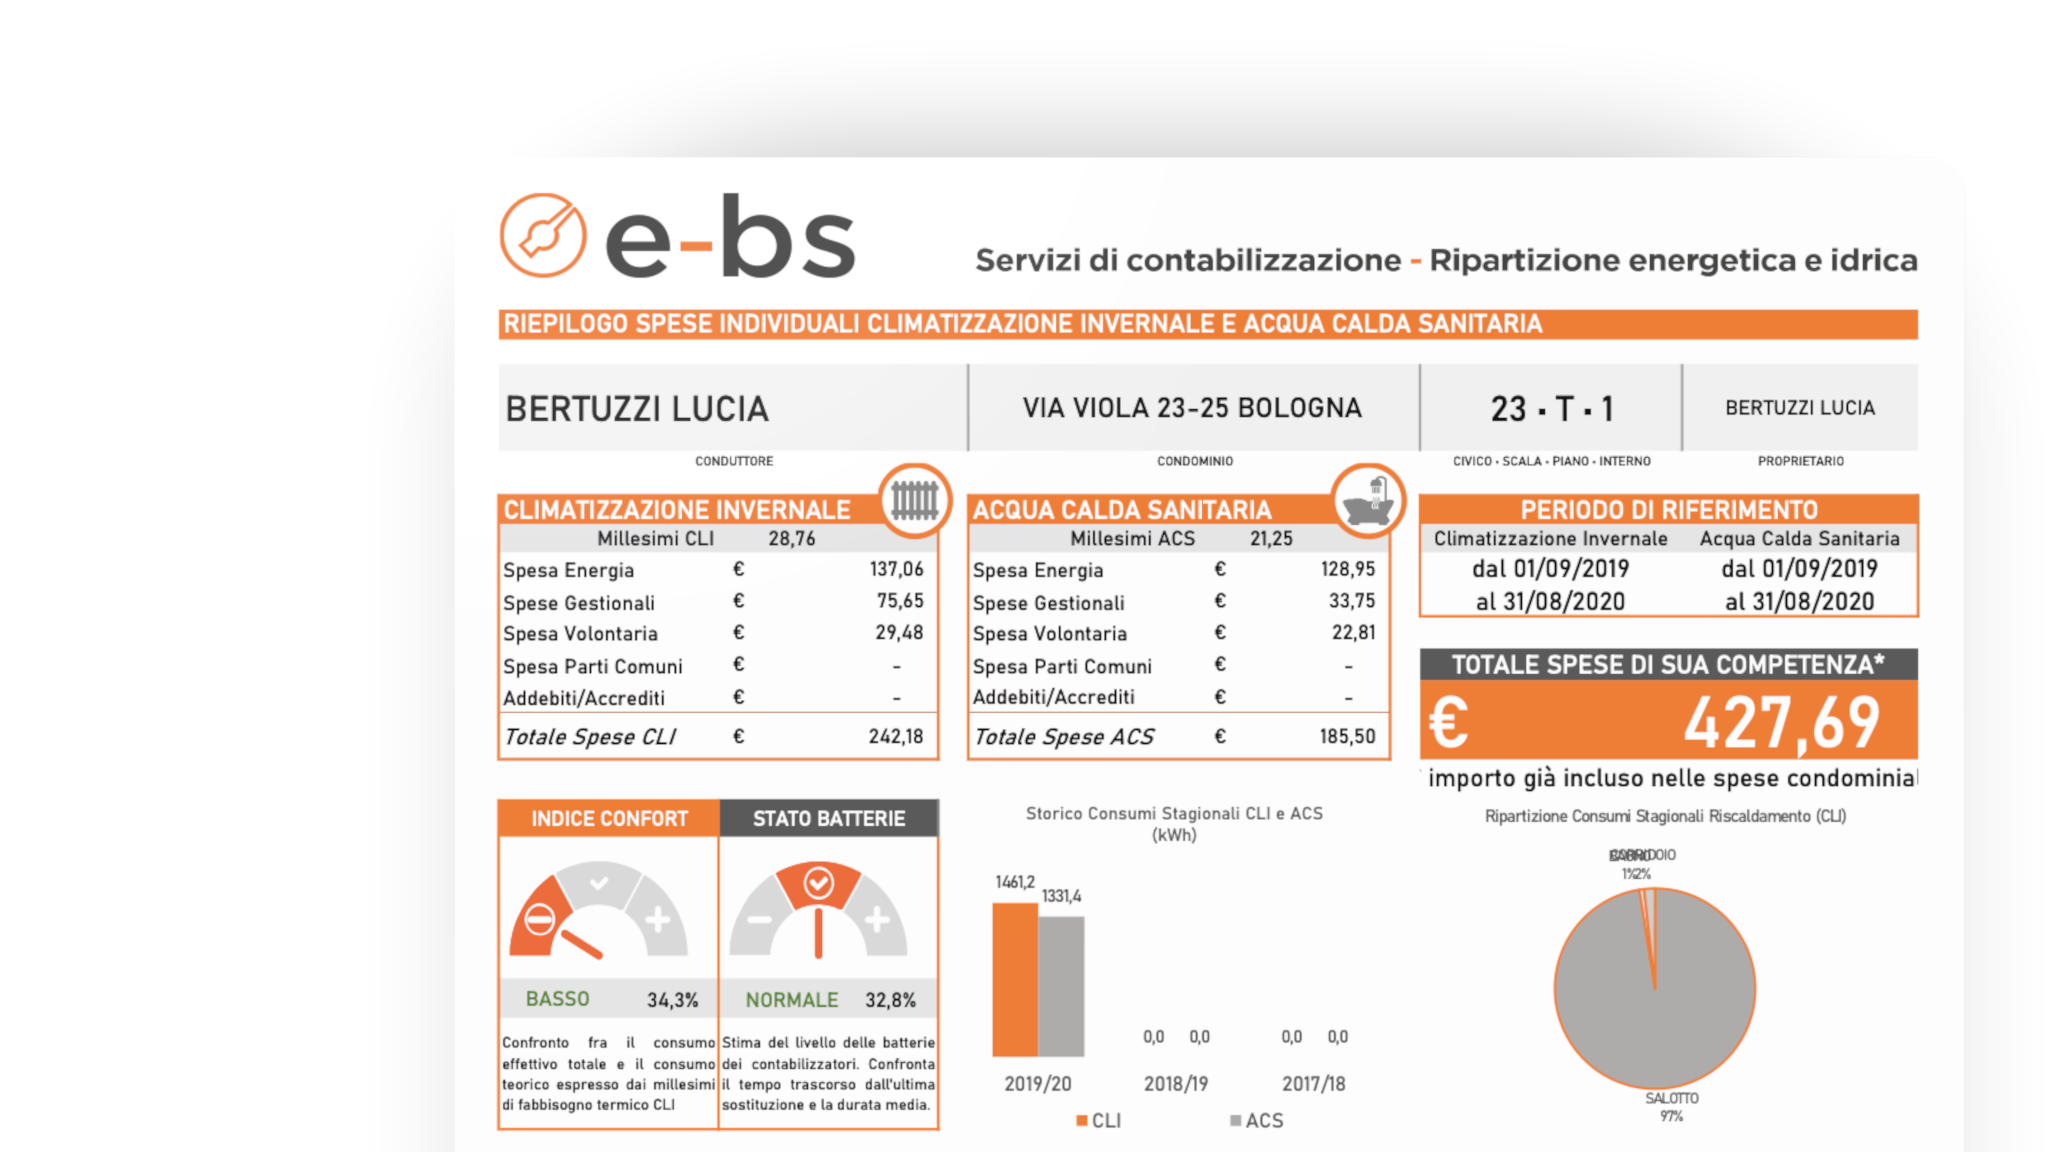 e-bs
Servizi di contabilizzazione - Ripartizione energetica e idrica
RIEPILOGO SPESE INDIVIDUALI CLIMATIZZAZIONE INVERNALE E ACQUA CALDA SANITARIA
BERTUZZI LUCIA
CONDUTTORE
VIA VIOLA 23-25 BOLOGNA
CONDOMINIO
23 · T · 1
CIVICO · SCALA · PIANO · INTERNO
BERTUZZI LUCIA
PROPRIETARIO
CLIMATIZZAZIONE INVERNALE
Millesimi CLI 28,76
Spesa Energia € 137,06
Spese Gestionali € 75,65
Spesa Volontaria € 29,48
Spesa Parti Comuni € -
Addebiti/Accrediti € -
Totale Spese CLI € 242,18
ACQUA CALDA SANITARIA
Millesimi ACS 21,25
Spesa Energia € 128,95
Spese Gestionali € 33,75
Spesa Volontaria € 22,81
Spesa Parti Comuni € -
Addebiti/Accrediti € -
Totale Spese ACS € 185,50
PERIODO DI RIFERIMENTO
Climatizzazione Invernale Acqua Calda Sanitaria
dal 01/09/2019 dal 01/09/2019
al 31/08/2020 al 31/08/2020
TOTALE SPESE DI SUA COMPETENZA*
€ 427,69
importo già incluso nelle spese condominial
INDICE CONFORT
BASSO 34,3%
Confronto fra il consumo
effettivo totale e il consumo
teorico espresso dai millesimi
di fabbisogno termico CLI
STATO BATTERIE
NORMALE 32,8%
Stima del livello delle batterie
dei contabilizzatori. Confronta
il tempo trascorso dall'ultima
sostituzione e la durata media.
Storico Consumi Stagionali CLI e ACS
(kWh)
1461,2
1331,4
0,0 0,0 0,0 0,0
2019/20 2018/19 2017/18
CLI ACS
Ripartizione Consumi Stagionali Riscaldamento (CLI)
CORRIDOIO
1% 2%
SALOTTO
97%